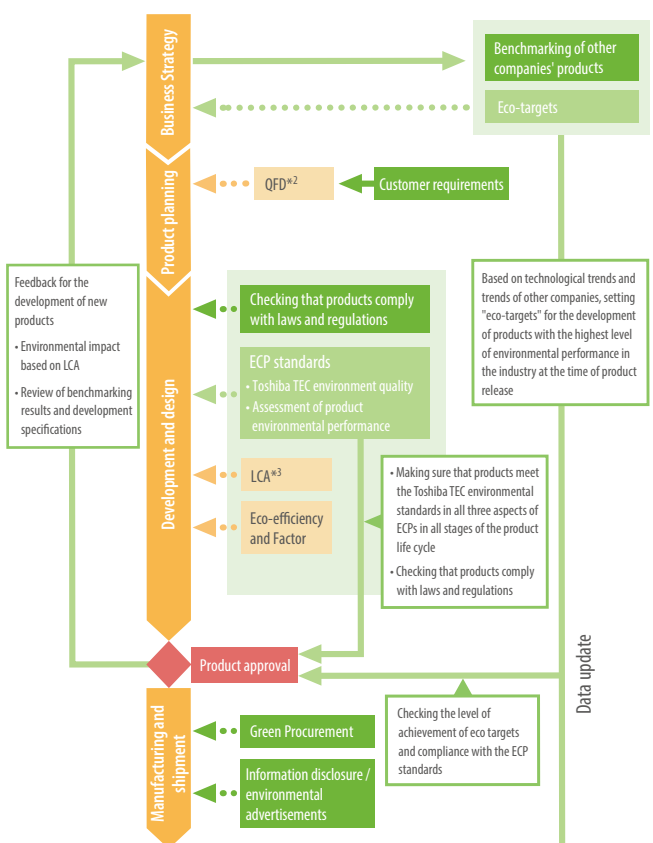 Business Strategy
Benchmarking of other
companies' products
Eco-targets
Product planning
QFD*2
Customer requirements
Feedback for the
development of new
products
• Environmental impact
based on LCA
• Review of benchmarking
results and development
specifications
Based on technological trends and
trends of other companies, setting
"eco-targets" for the development
of products with the highest level
of environmental performance in
the industry at the time of product
release
Development and design
Checking that products comply
with laws and regulations
ECP standards
• Toshiba TEC environment quality
• Assessment of product
environmental performance
LCA*3
Eco-efficiency
and Factor
• Making sure that products meet
the Toshiba TEC environmental
standards in all three aspects of
ECPs in all stages of the product
life cycle
• Checking that products comply
with laws and regulations
Product approval
Data update
Checking the level of
achievement of eco targets
and compliance with the ECP
standards
Manufacturing and
shipment
Green Procurement
Information disclosure /
environmental
advertisements